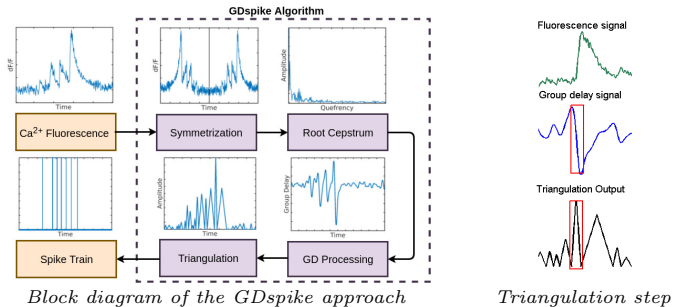 GDspike Algorithm
dF/F
Time
dF/F
Time
Amplitude
Quefrency
Ca2+ Fluorescence
Symmetrization
Root Cepstrum
Time
Amplitude
Time
Group Delay
Time
Spike Train
Triangulation
GD Processing
Block diagram of the GDspike approach
Fluorescence signal
Group delay signal
Triangulation Output
Triangulation step